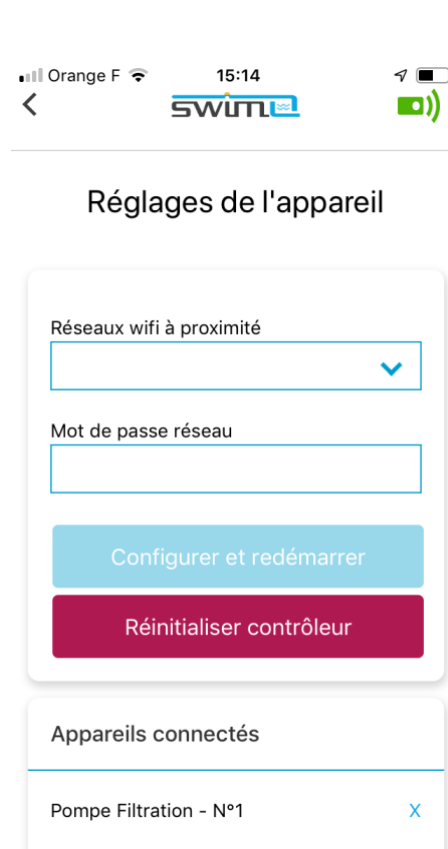 Orange F 15:14
swim
Réglages de l'appareil
Réseaux wifi à proximité
Mot de passe réseau
Configurer et redémarrer
Réinitialiser contrôleur
Appareils connectés
Pompe Filtration - N°1 X